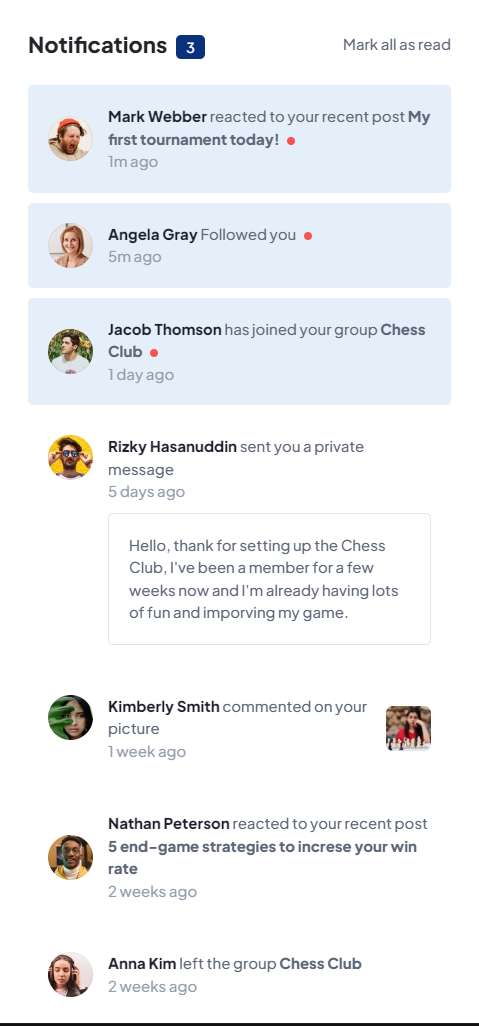 Notifications 3 Mark all as read
Mark Webber reacted to your recent post My
first tournament today!
1m ago
Angela Gray Followed you
5m ago
Jacob Thomson has joined your group Chess
Club
1 day ago
Rizky Hasanuddin sent you a private
message
5 days ago
Hello, thank for setting up the Chess
Club, I've been a member for a few
weeks now and I'm already having lots
of fun and imporving my game.
Kimberly Smith commented on your
picture
1 week ago
Nathan Peterson reacted to your recent post
5 end-game strategies to increse your win
rate
2 weeks ago
Anna Kim left the group Chess Club
2 weeks ago